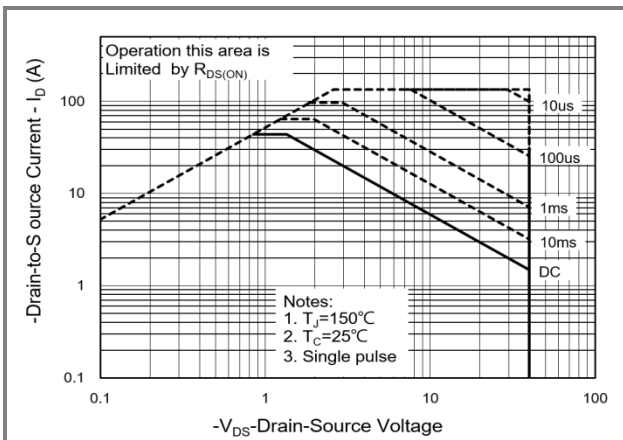 Operation this area is
Limited by RDS(ON)
-Drain-to-S ource Current - ID (A)
100
10
1
0.1
10us
100us
1ms
10ms
DC
Notes:
1. TJ=150℃
2. TC=25℃
3. Single pulse
0.1
1
10
100
-VDS-Drain-Source Voltage